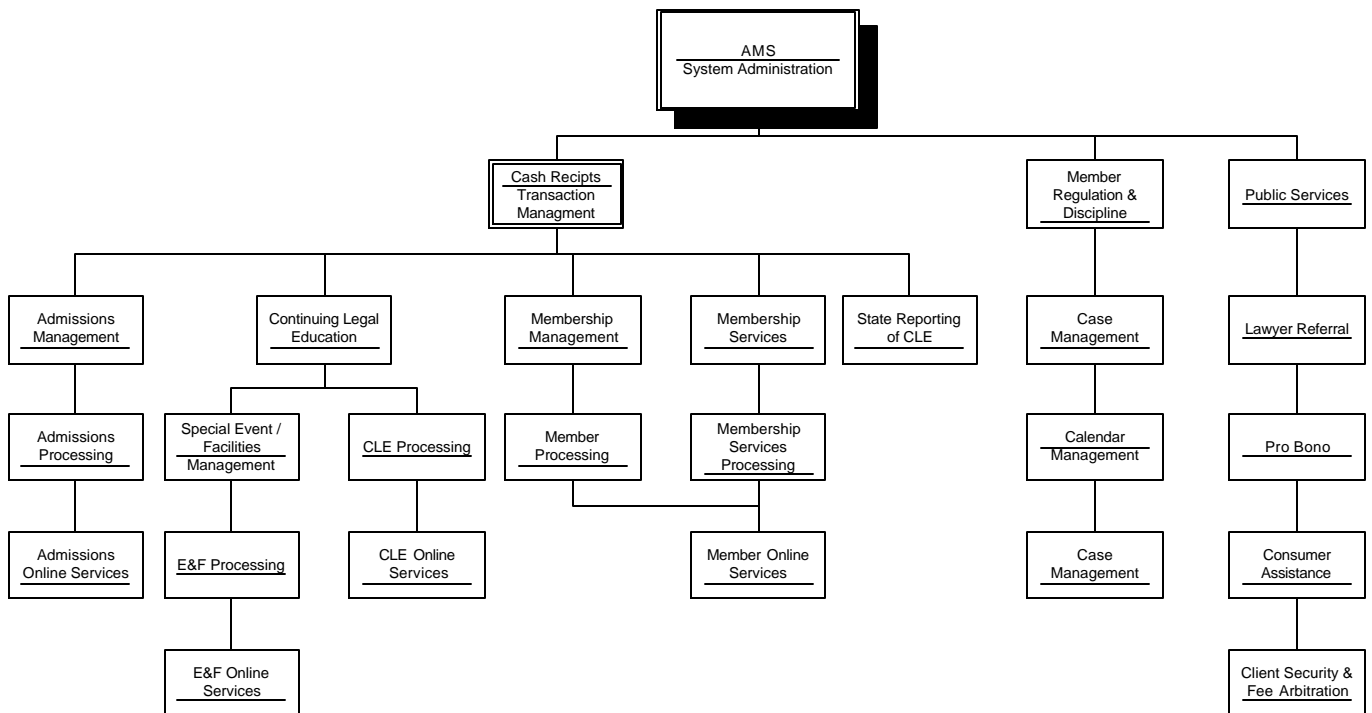 AMS
System Administration
Cash Recipts
Transaction
Managment
Member
Regulation &
Discipline
Public Services
Admissions
Management
Continuing Legal
Education
Membership
Management
Membership
Services
State Reporting
of CLE
Case
Management
Lawyer Referral
Admissions
Processing
Special Event /
Facilities
Management
CLE Processing
Member
Processing
Membership
Services
Processing
Calendar
Management
Pro Bono
Admissions
Online Services
E&F Processing
CLE Online
Services
Member Online
Services
Case
Management
Consumer
Assistance
E&F Online
Services
Client Security &
Fee Arbitration